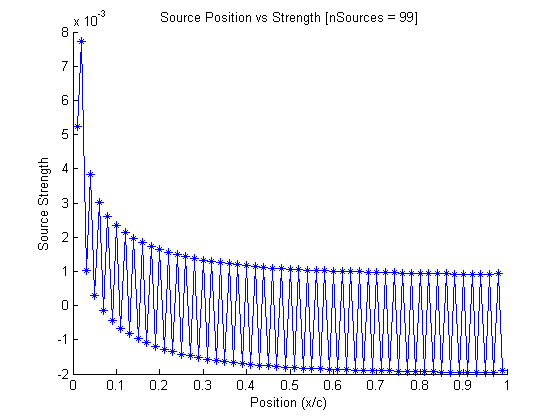 Source Position vs Strength [nSources = 99]
x 10^-3
8
7
6
5
4
3
2
1
0
-1
-2
Source Strength
0 0.1 0.2 0.3 0.4 0.5 0.6 0.7 0.8 0.9 1
Position (x/c)